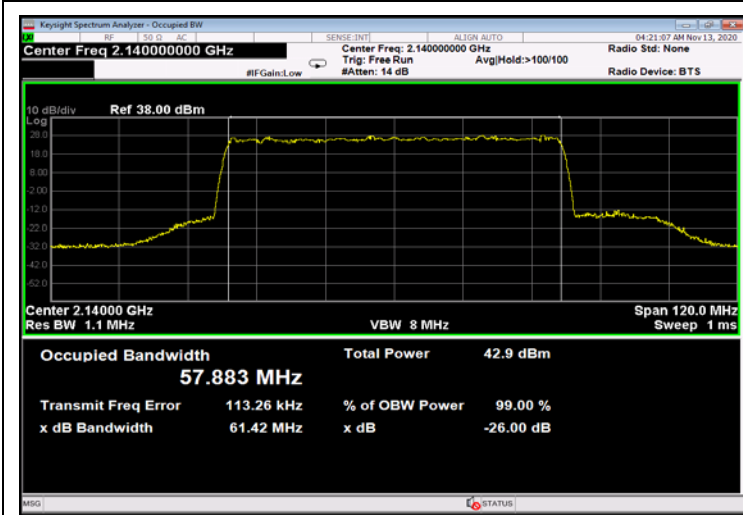 Keysight Spectrum Analyzer - Occupied BW
RF 50 Ω AC SENSE:INT ALIGN AUTO 04:21:07 AM Nov 13, 2020
Center Freq 2.140000000 GHz Center Freq: 2.140000000 GHz Radio Std: None
Trig: Free Run Avg|Hold:>100/100
#IFGain:Low #Atten: 14 dB Radio Device: BTS
10 dB/div Ref 38.00 dBm
Log
28.0
18.0
8.00
-2.00
-12.0
-22.0
-32.0
-42.0
-52.0
Center 2.14000 GHz Span 120.0 MHz
Res BW 1.1 MHz VBW 8 MHz Sweep 1 ms
Occupied Bandwidth Total Power 42.9 dBm
57.883 MHz
Transmit Freq Error 113.26 kHz % of OBW Power 99.00 %
x dB Bandwidth 61.42 MHz x dB -26.00 dB
MSG STATUS